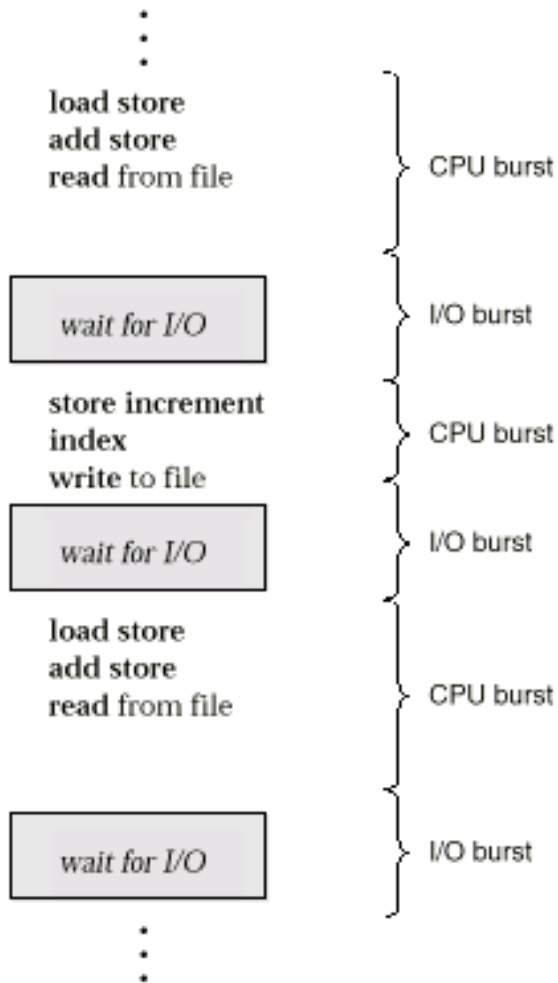 load store
add store
read from file
CPU burst
wait for I/O
I/O burst
store increment
index
write to file
CPU burst
wait for I/O
I/O burst
load store
add store
read from file
CPU burst
wait for I/O
I/O burst